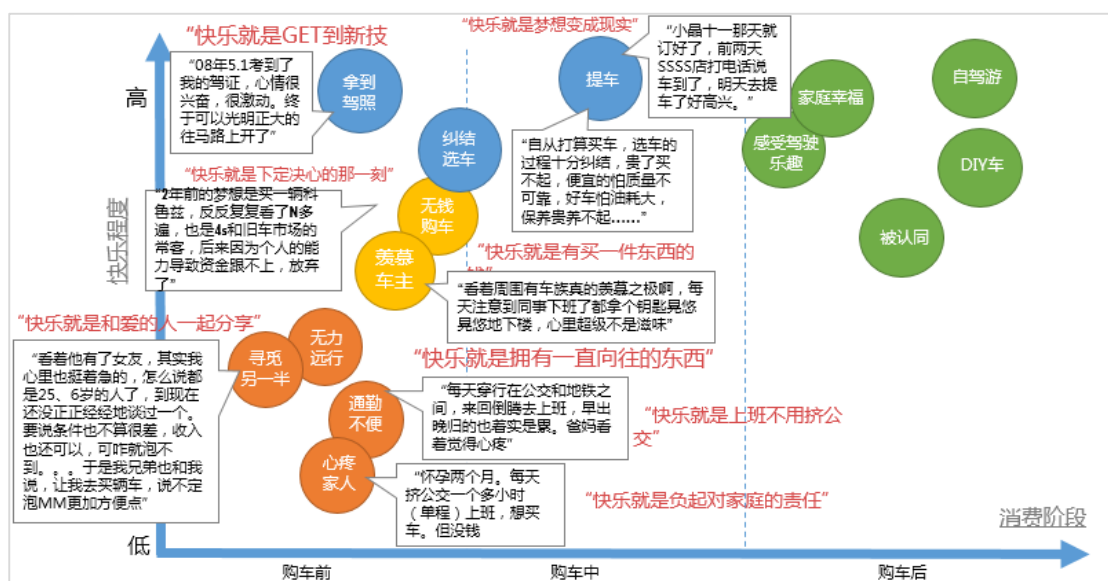 “快乐就是GET到新技
“快乐就是梦想变成现实”
“08年5.1考到了
我的驾证，心情很
兴奋，很激动。终
于可以光明正大的
往马路上开了”
拿到
驾照
提车
“小晶十一那天就
订好了，前两天
SSSS店打电话说
车到了，明天去提
车了好高兴。”
家庭幸福
自驾游
高
纠结
选车
感受驾驶
乐趣
DIY车
“自从打算买车，选车的
过程十分纠结，贵了买
不起，便宜的怕质量不
可靠，好车怕油耗大，
保养贵养不起……”
“快乐就是下定决心的那一刻”
“2年前的梦想是买一辆科
鲁兹，反反复复看了N多
遍，也是4s和旧车市场的
常客，后来因为个人的能
力导致资金跟不上，放弃
了”
无钱
购车
被认同
快乐程度
羡慕
车主
“快乐就是有买一件东西的
“看着周围有车族真的羡慕之极啊，每
天注意到同事下班了都拿个钥匙晃悠
晃悠地下楼，心里超级不是滋味”
“快乐就是和爱的人一起分享”
无力
远行
寻觅
另一半
“快乐就是拥有一直向往的东西”
“看着他有了女友，其实我
心里也挺着急的，怎么说都
是25、6岁的人了，到现在
还没正正经经地谈过一个。
要说条件也不算很差，收入
也还可以，可咋就泡不
到。。。于是我兄弟也和我
说，让我去买辆车，说不定
泡MM更加方便点”
通勤
不便
“每天穿行在公交和地铁之
间，来回倒腾去上班，早出
晚归的也着实是累。爸妈看
着觉得心疼”
“快乐就是上班不用挤公
交”
心疼
家人
“怀孕两个月。每天
挤公交一个多小时
（单程）上班，想买
车。但没钱
“快乐就是负起对家庭的责任”
消费阶段
低
购车前
购车中
购车后